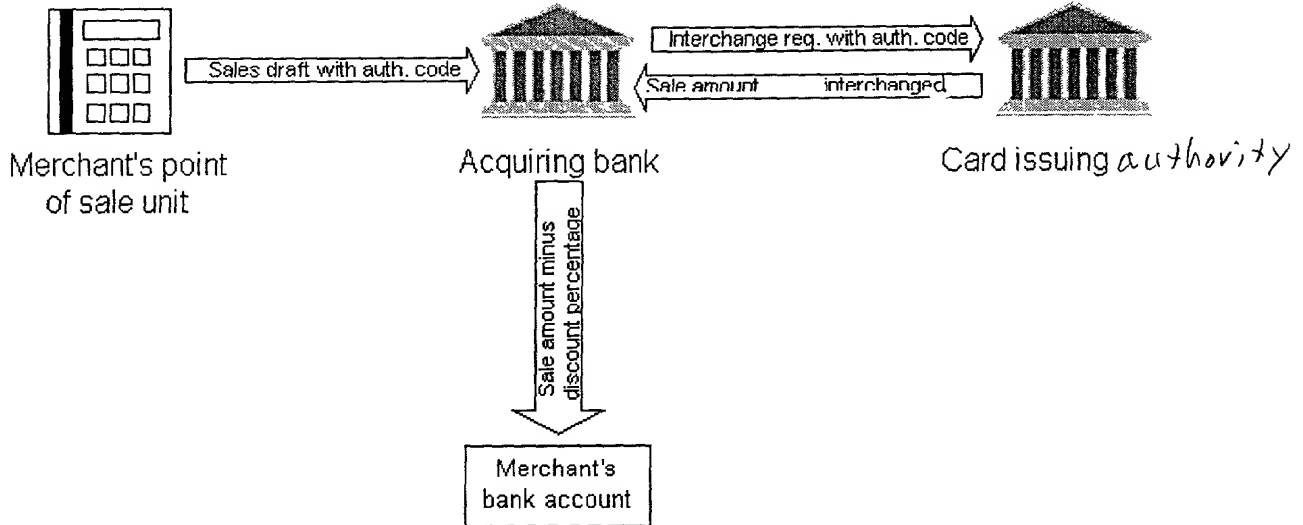 Sales draft with auth. code
Interchange req. with auth. code
Sale amount interchanged
Merchant's point
of sale unit
Acquiring bank
Card issuing authority
Sale amount minus
discount percentage
Merchant's
bank account